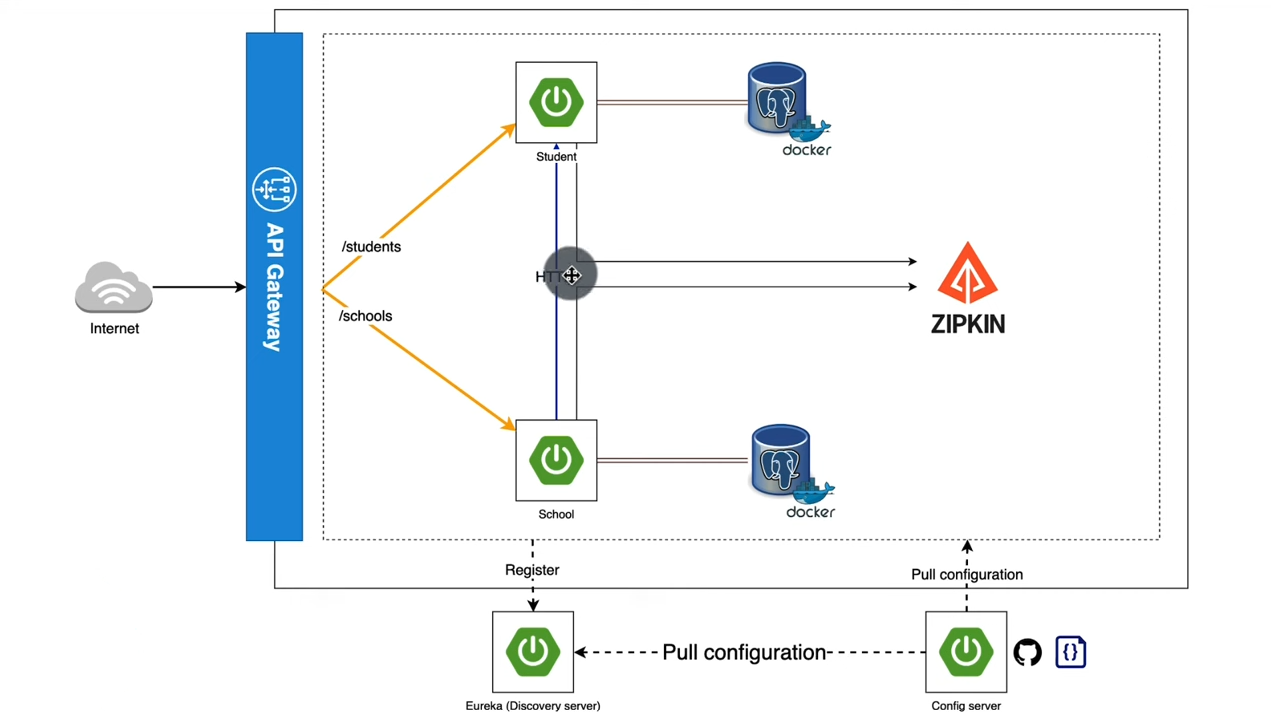 docker
Student
API Gateway
/students
/schools
Internet
ZIPKIN
docker
School
Register
Pull configuration
Pull configuration
Eureka (Discovery server)
Config server
{}